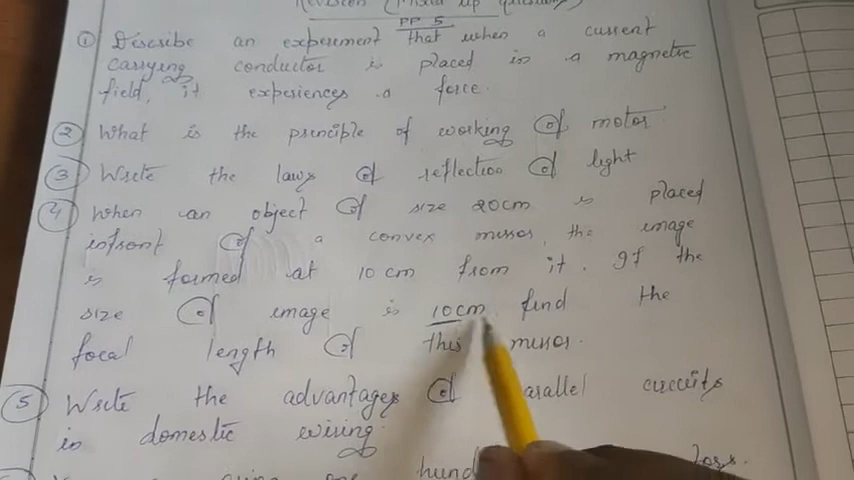 Revision (Mixed up questions)
PP 5
① Describe an experiment that when a current
carrying conductor is placed in a magnetic
field, it experiences a force.
② What is the principle of working of motor
③ Write the laws of reflection of light
④ When an object of size 20cm is placed
infront of a convex mirror, the image
is formed at 10 cm from it. If the
size of image is 10cm find the
focal length of this mirror.
⑤ Write the advantages of parallel circuits
in domestic wiring.